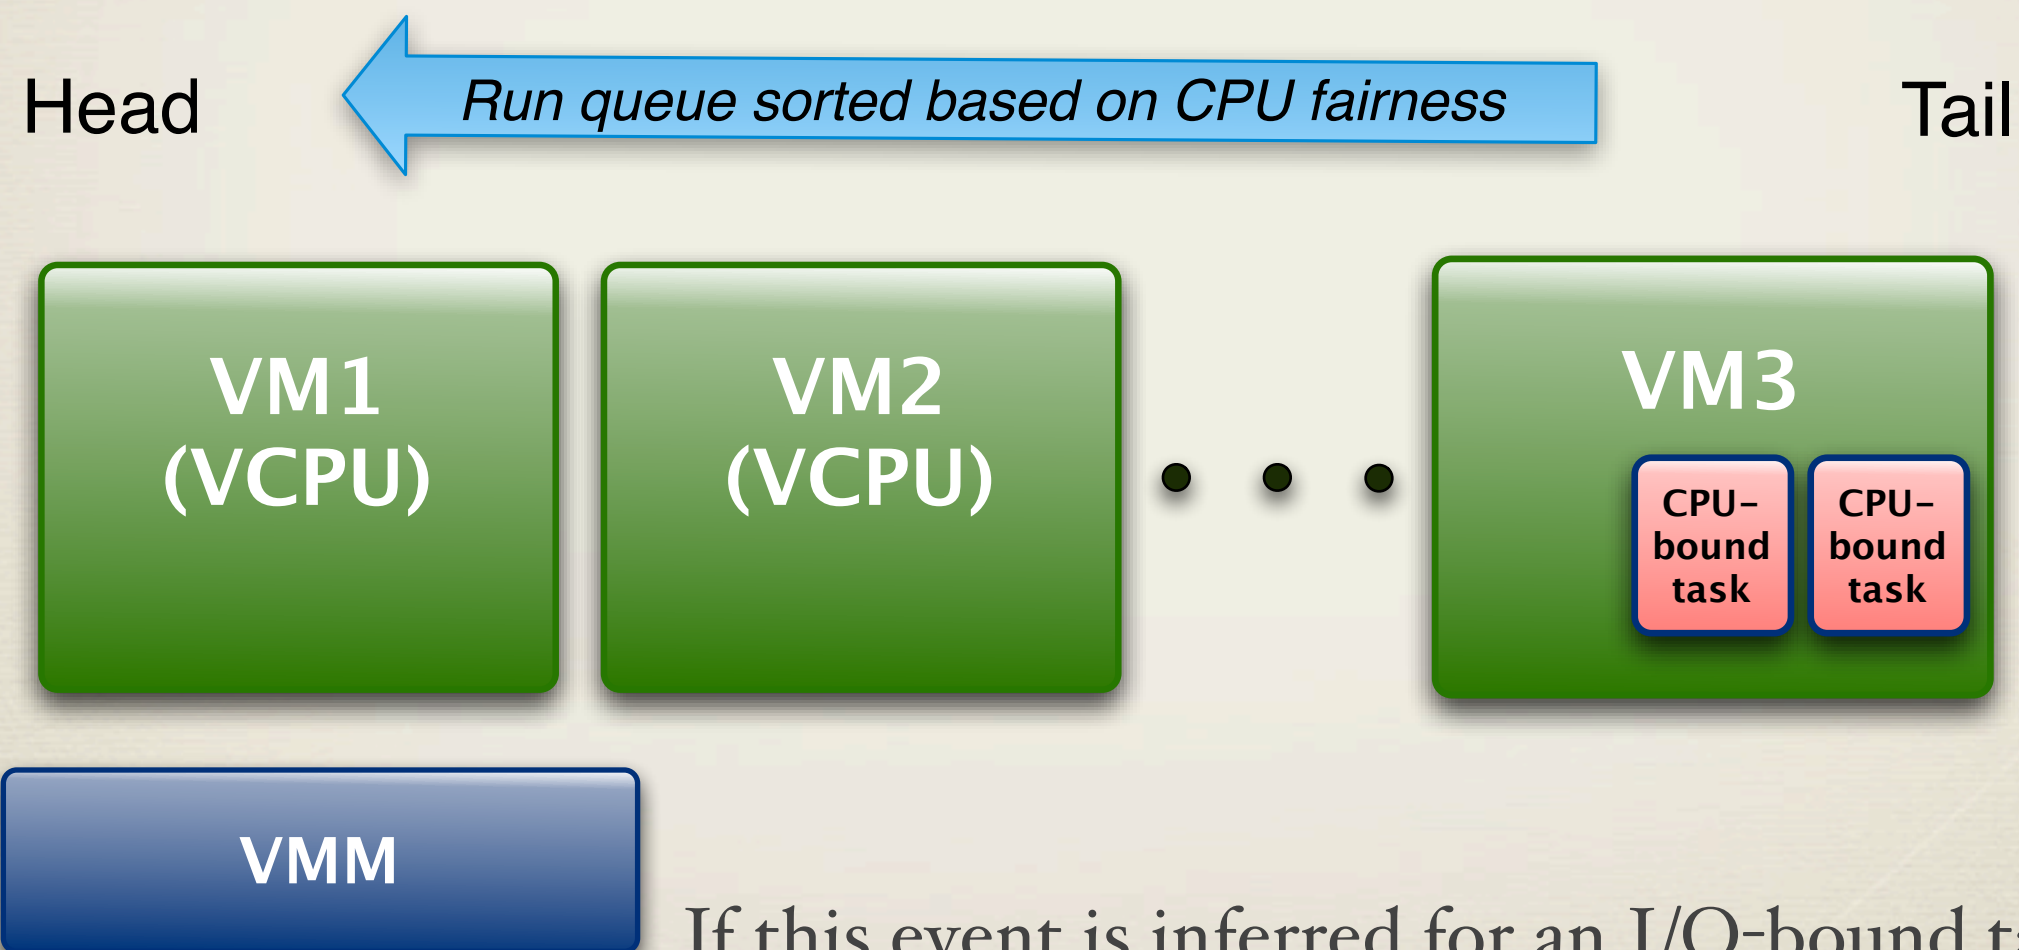 Head
Run queue sorted based on CPU fairness
Tail
VM1
(VCPU)
VM2
(VCPU)
VM3
CPU-
bound
task
CPU-
bound
task
VMM
If this event is inferred for an I/O-bound